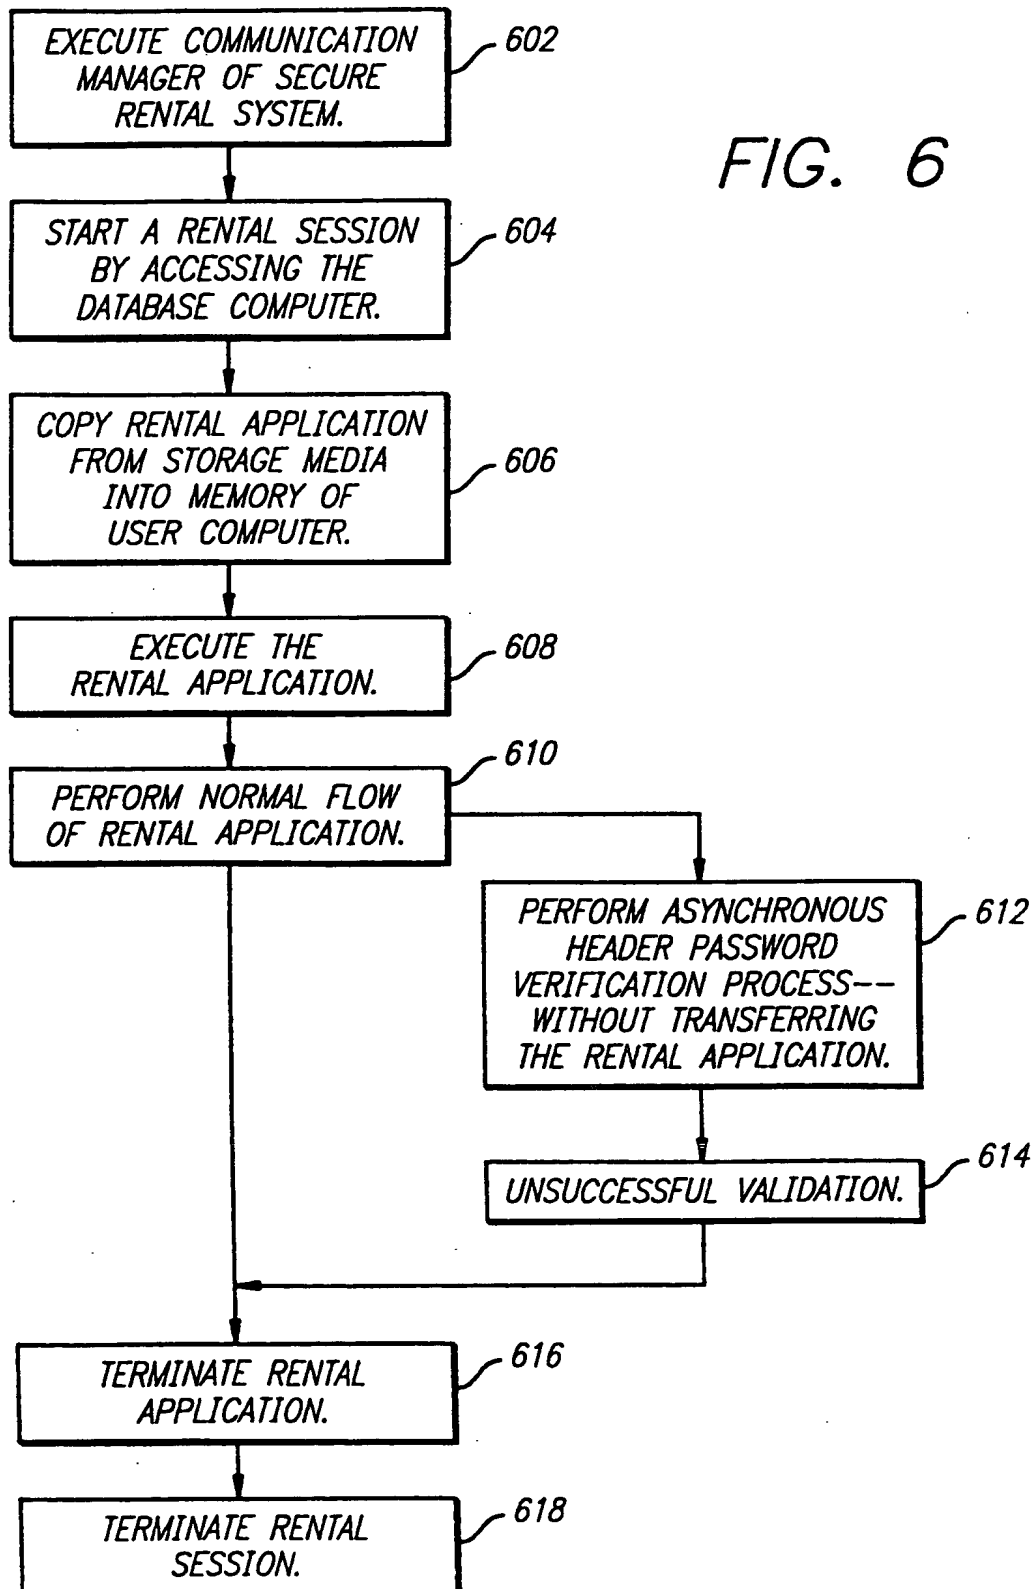 EXECUTE COMMUNICATION
MANAGER OF SECURE
RENTAL SYSTEM.
602
FIG. 6
START A RENTAL SESSION
BY ACCESSING THE
DATABASE COMPUTER.
604
COPY RENTAL APPLICATION
FROM STORAGE MEDIA
INTO MEMORY OF
USER COMPUTER.
606
EXECUTE THE
RENTAL APPLICATION.
608
PERFORM NORMAL FLOW
OF RENTAL APPLICATION.
610
PERFORM ASYNCHRONOUS
HEADER PASSWORD
VERIFICATION PROCESS--
WITHOUT TRANSFERRING
THE RENTAL APPLICATION.
612
UNSUCCESSFUL VALIDATION.
614
TERMINATE RENTAL
APPLICATION.
616
TERMINATE RENTAL
SESSION.
618